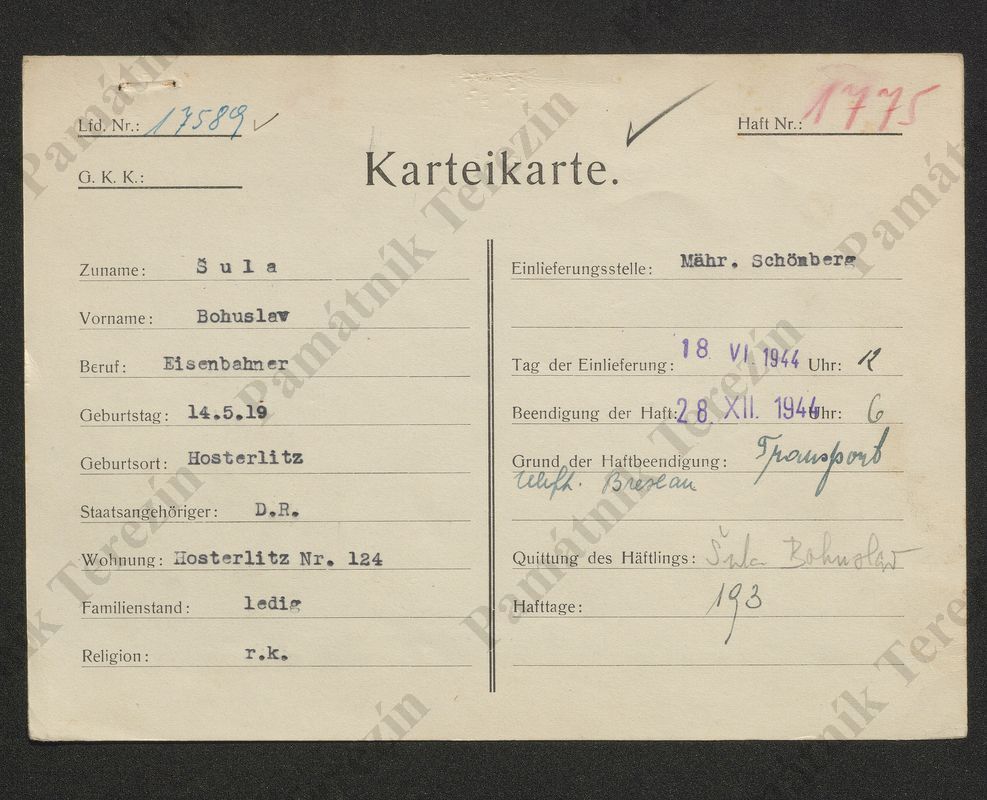 Lfd. Nr.: 17589
Haft Nr.: 1775
G. K. K.:
Karteikarte.
Zuname: Šula
Vorname: Bohuslav
Beruf: Eisenbahner
Geburtstag: 14.5.19
Geburtsort: Hosterlitz
Staatsangehöriger: D.R.
Wohnung: Hosterlitz Nr. 124
Familienstand: ledig
Religion: r.k.
Einlieferungsstelle: Mähr. Schönberg
Tag der Einlieferung: 18. VI. 1944 Uhr: 12
Beendigung der Haft: 28. XII. 1944 Uhr: 6
Grund der Haftbeendigung: Transport
Breslau
Quittung des Häftlings: Šula Bohuslav
Hafttage: 193
Památník Terezín